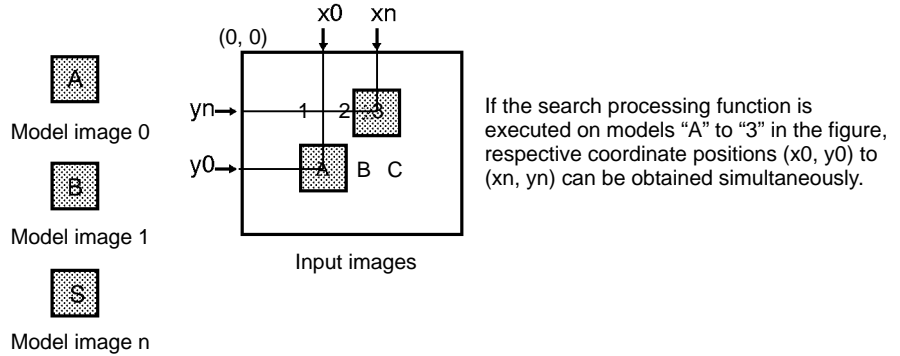 x0 xn
(0, 0)
A
Model image 0
B
Model image 1
S
Model image n
yn 1 2 3
y0 A B C
Input images
If the search processing function is
executed on models “A” to “3” in the figure,
respective coordinate positions (x0, y0) to
(xn, yn) can be obtained simultaneously.